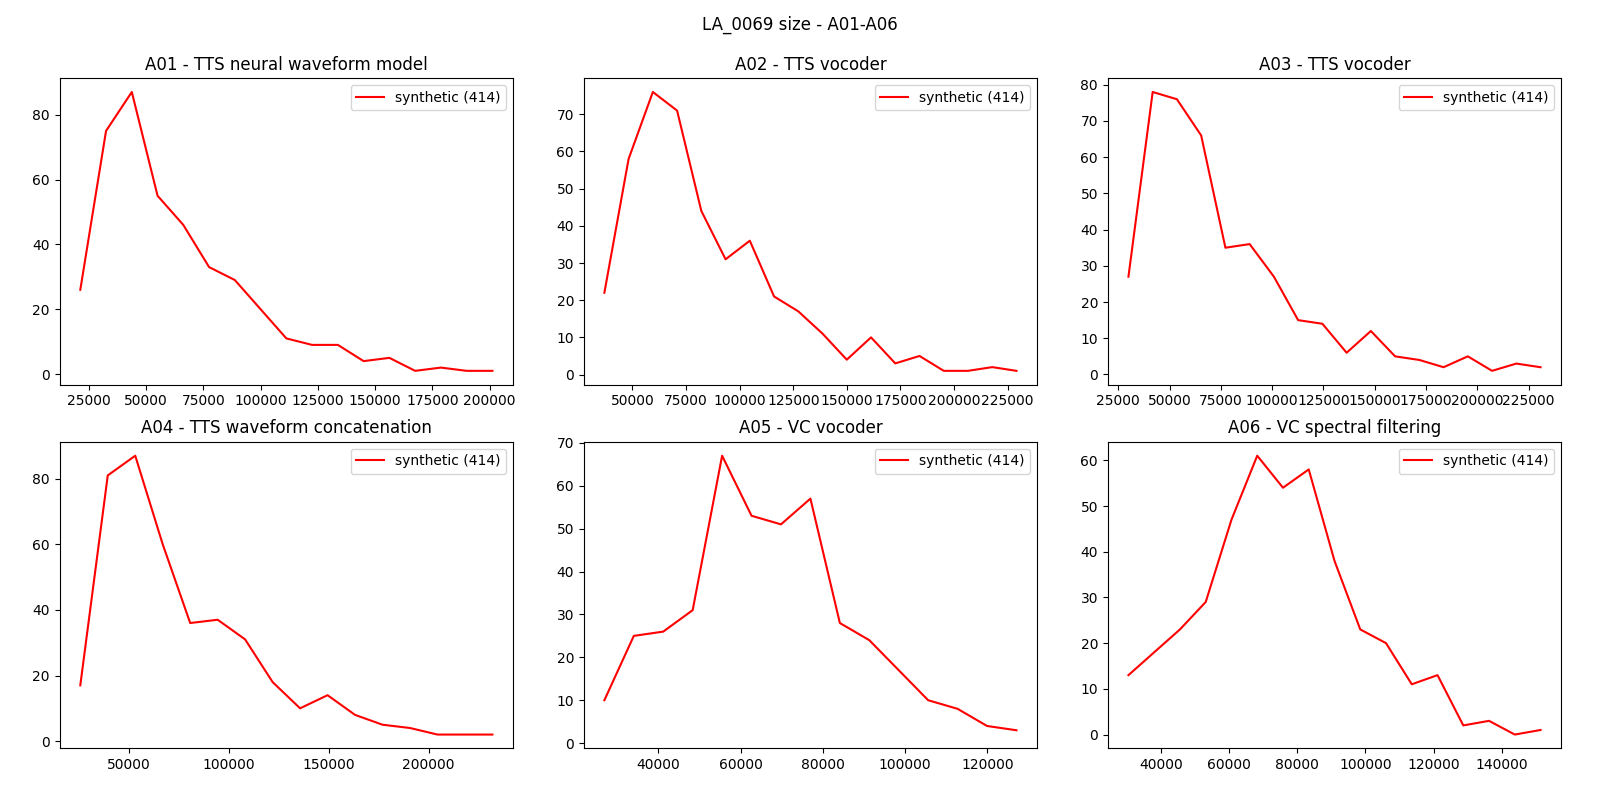 LA_0069 size - A01-A06
A01 - TTS neural waveform model
synthetic (414)
80
60
40
20
0
25000 50000 75000 100000 125000 150000 175000 200000
A02 - TTS vocoder
synthetic (414)
70
60
50
40
30
20
10
0
50000 75000 100000 125000 150000 175000 200000 225000
A03 - TTS vocoder
synthetic (414)
80
70
60
50
40
30
20
10
0
25000 50000 75000 100000 125000 150000 175000 200000 225000
A04 - TTS waveform concatenation
synthetic (414)
80
60
40
20
0
50000 100000 150000 200000
A05 - VC vocoder
synthetic (414)
70
60
50
40
30
20
10
0
40000 60000 80000 100000 120000
A06 - VC spectral filtering
synthetic (414)
60
50
40
30
20
10
0
40000 60000 80000 100000 120000 140000